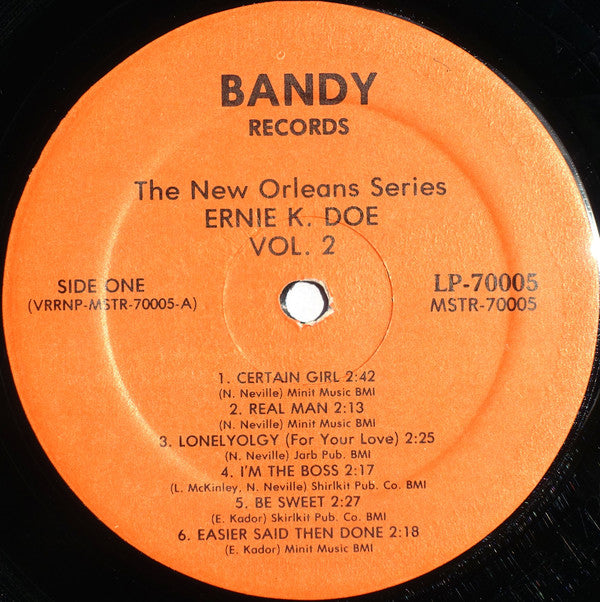 BANDY
RECORDS
The New Orleans Series
ERNIE K. DOE
VOL. 2
SIDE ONE
(VRRNP-MSTR-70005-A)
LP-70005
MSTR-70005
1. CERTAIN GIRL 2:42
(N. Neville) Minit Music BMI
2. REAL MAN 2:13
(N. Neville) Minit Music BMI
3. LONELYOLGY (For Your Love) 2:25
(N. Neville) Jarb Pub. BMI
4. I'M THE BOSS 2:17
(L. McKinley, N. Neville) Shirlkit Pub. Co. BMI
5. BE SWEET 2:27
(E. Kador) Skirlkit Pub. Co. BMI
6. EASIER SAID THEN DONE 2:18
(E. Kador) Minit Music BMI